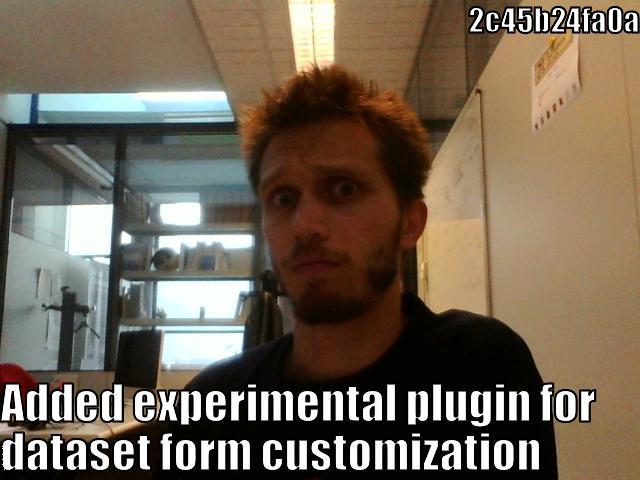 2c45b24fa0a
Added experimental plugin for
dataset form customization